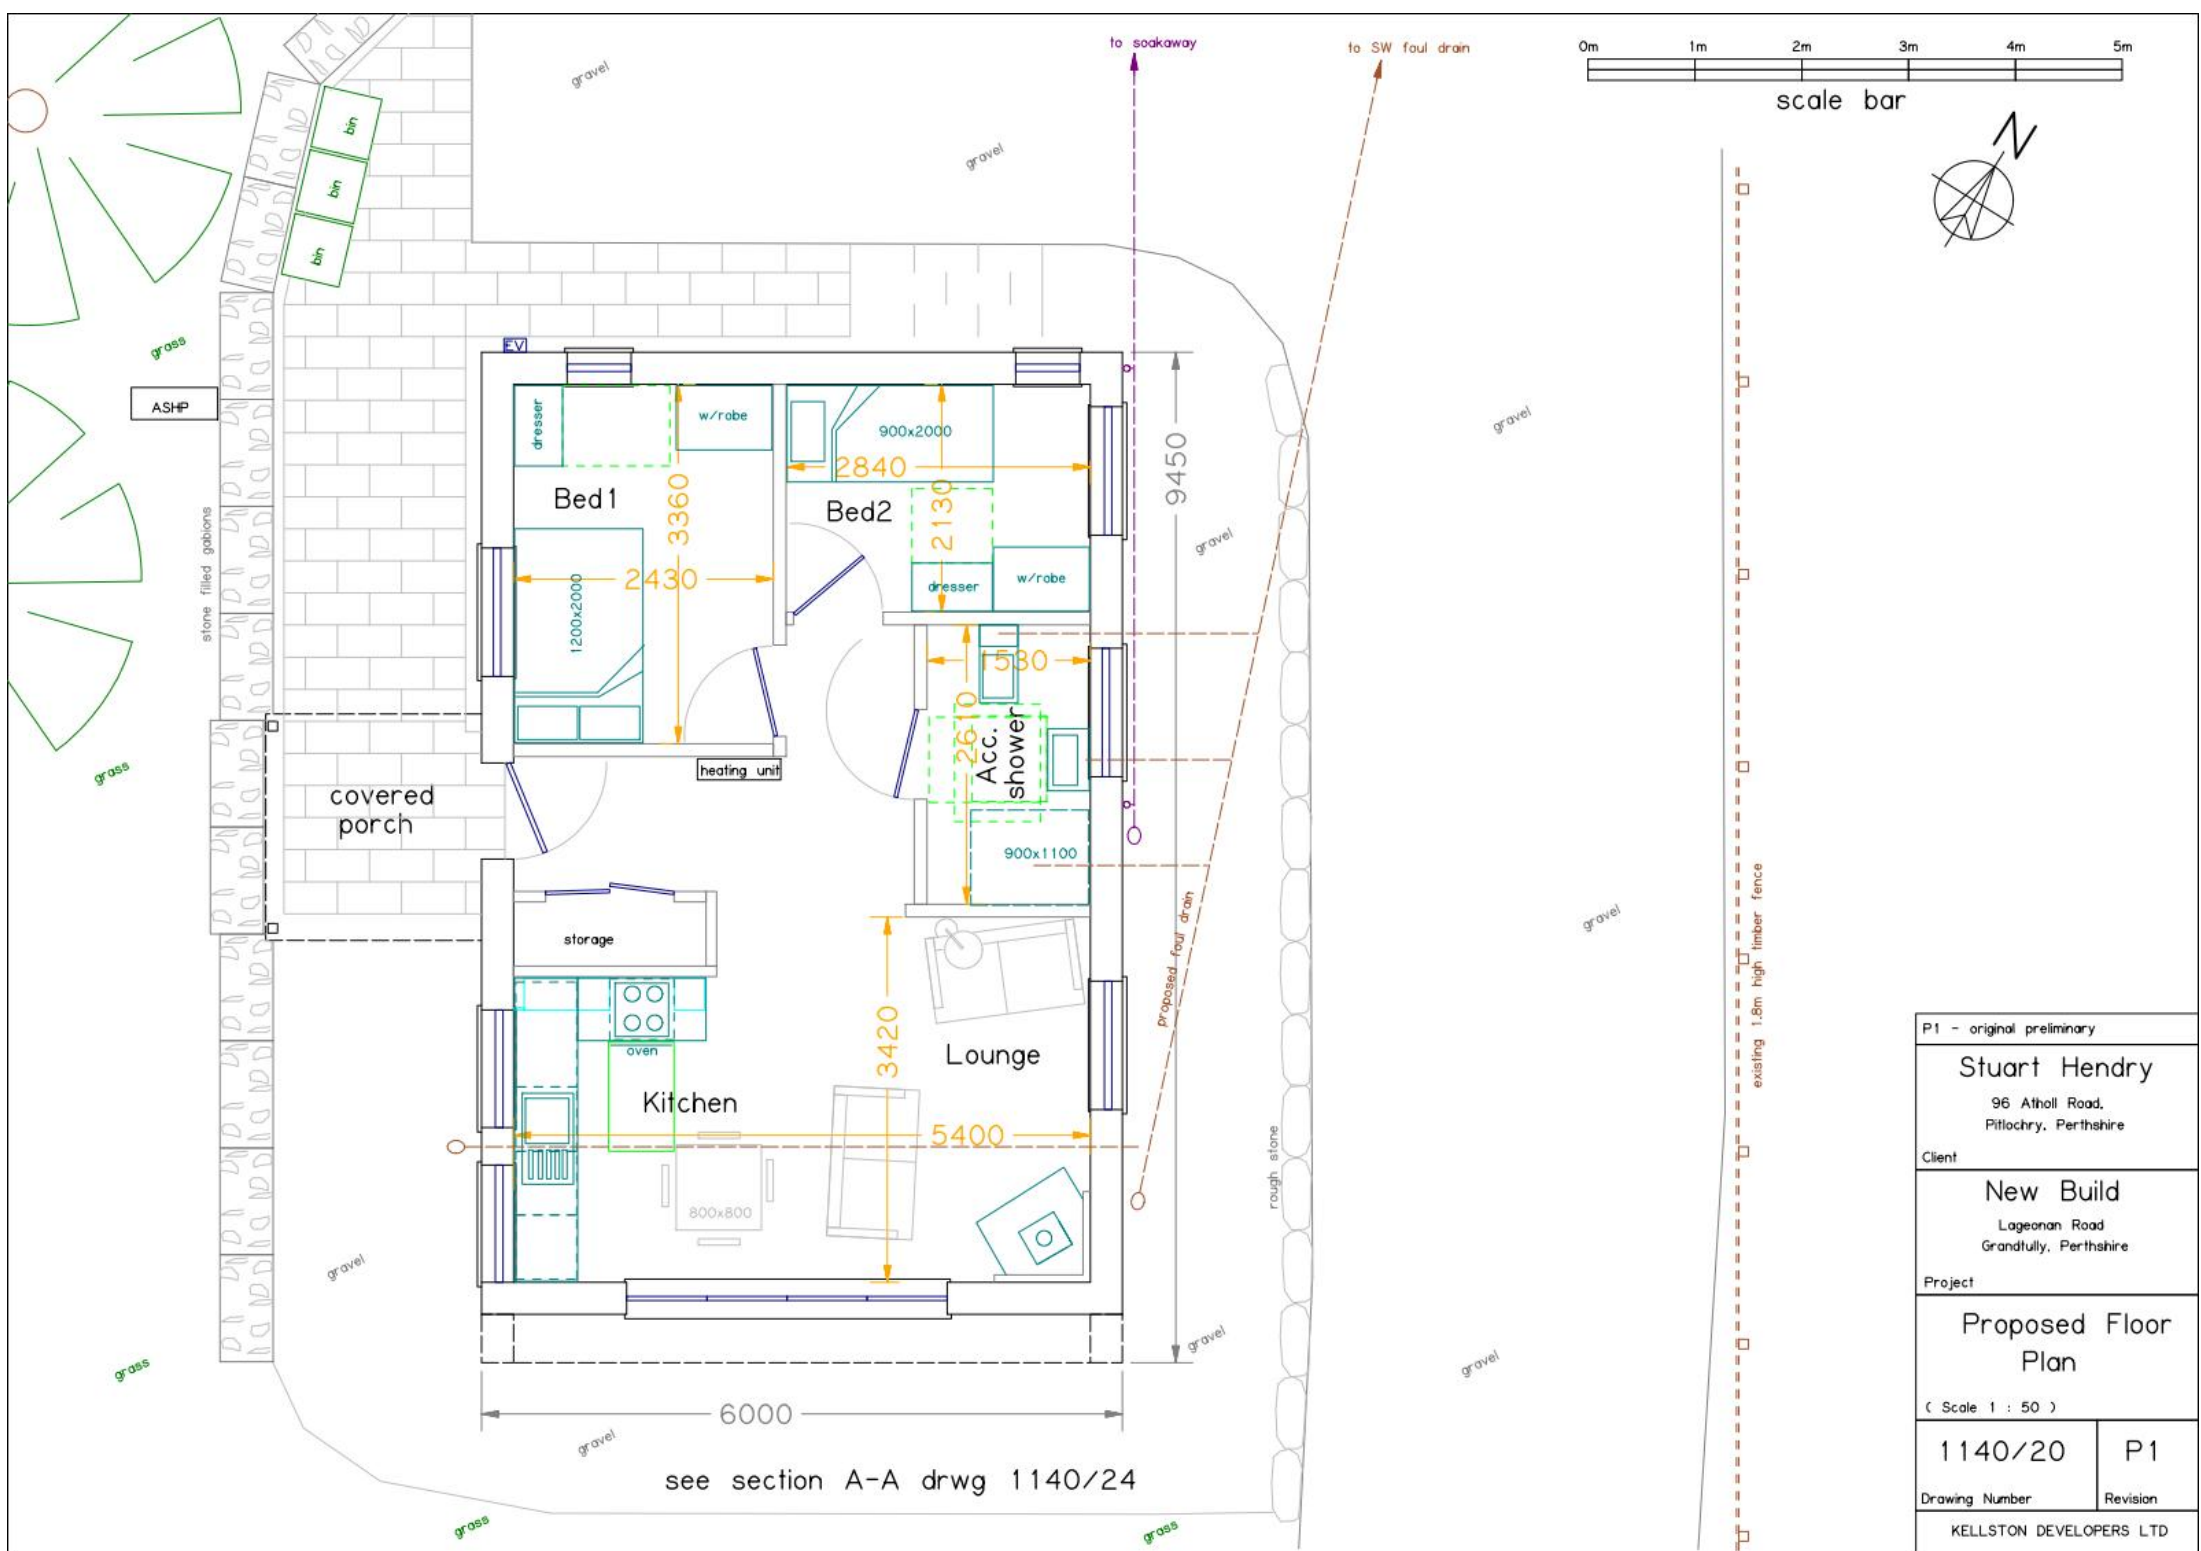 to soakaway
to SW foul drain
0m 1m 2m 3m 4m 5m
scale bar
N
gravel
gravel
bin
bin
bin
grass
EV
ASHP
dresser
w/robe
900x2000
2840
9450
gravel
Bed1
3360
Bed2
2130
gravel
stone filled gabions
2430
1200x2000
dresser
w/robe
1530
2610
Acc.
shower
grass
heating unit
covered
porch
900x1100
proposed foul drain
existing 1.8m high timber fence
gravel
storage
3420
oven
Lounge
Kitchen
5400
rough stone
800x800
gravel
gravel
gravel
grass
6000
gravel
see section A-A drwg 1140/24
grass
grass
P1 - original preliminary
Stuart Hendry
96 Atholl Road,
Pitlochry, Perthshire
Client
New Build
Lageonan Road
Grandtully, Perthshire
Project
Proposed Floor
Plan
( Scale 1 : 50 )
1140/20
Drawing Number
P1
Revision
KELLSTON DEVELOPERS LTD